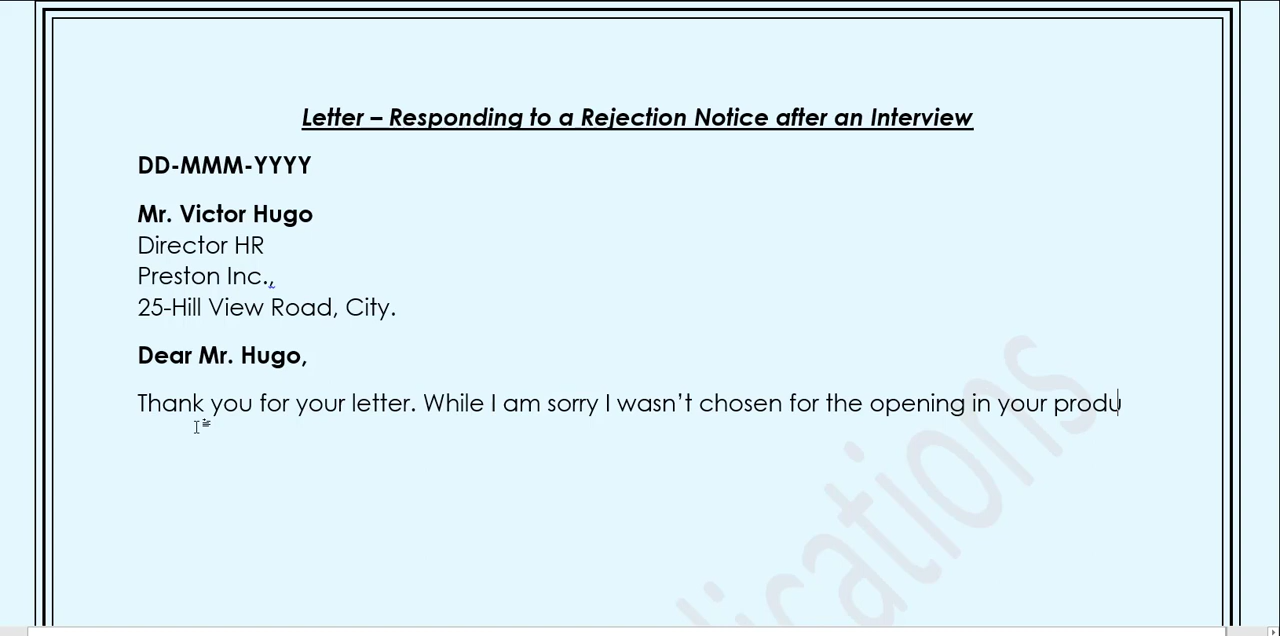 Letter – Responding to a Rejection Notice after an Interview
DD-MMM-YYYY
Mr. Victor Hugo
Director HR
Preston Inc.,
25-Hill View Road, City.
Dear Mr. Hugo,
Thank you for your letter. While I am sorry I wasn’t chosen for the opening in your produ